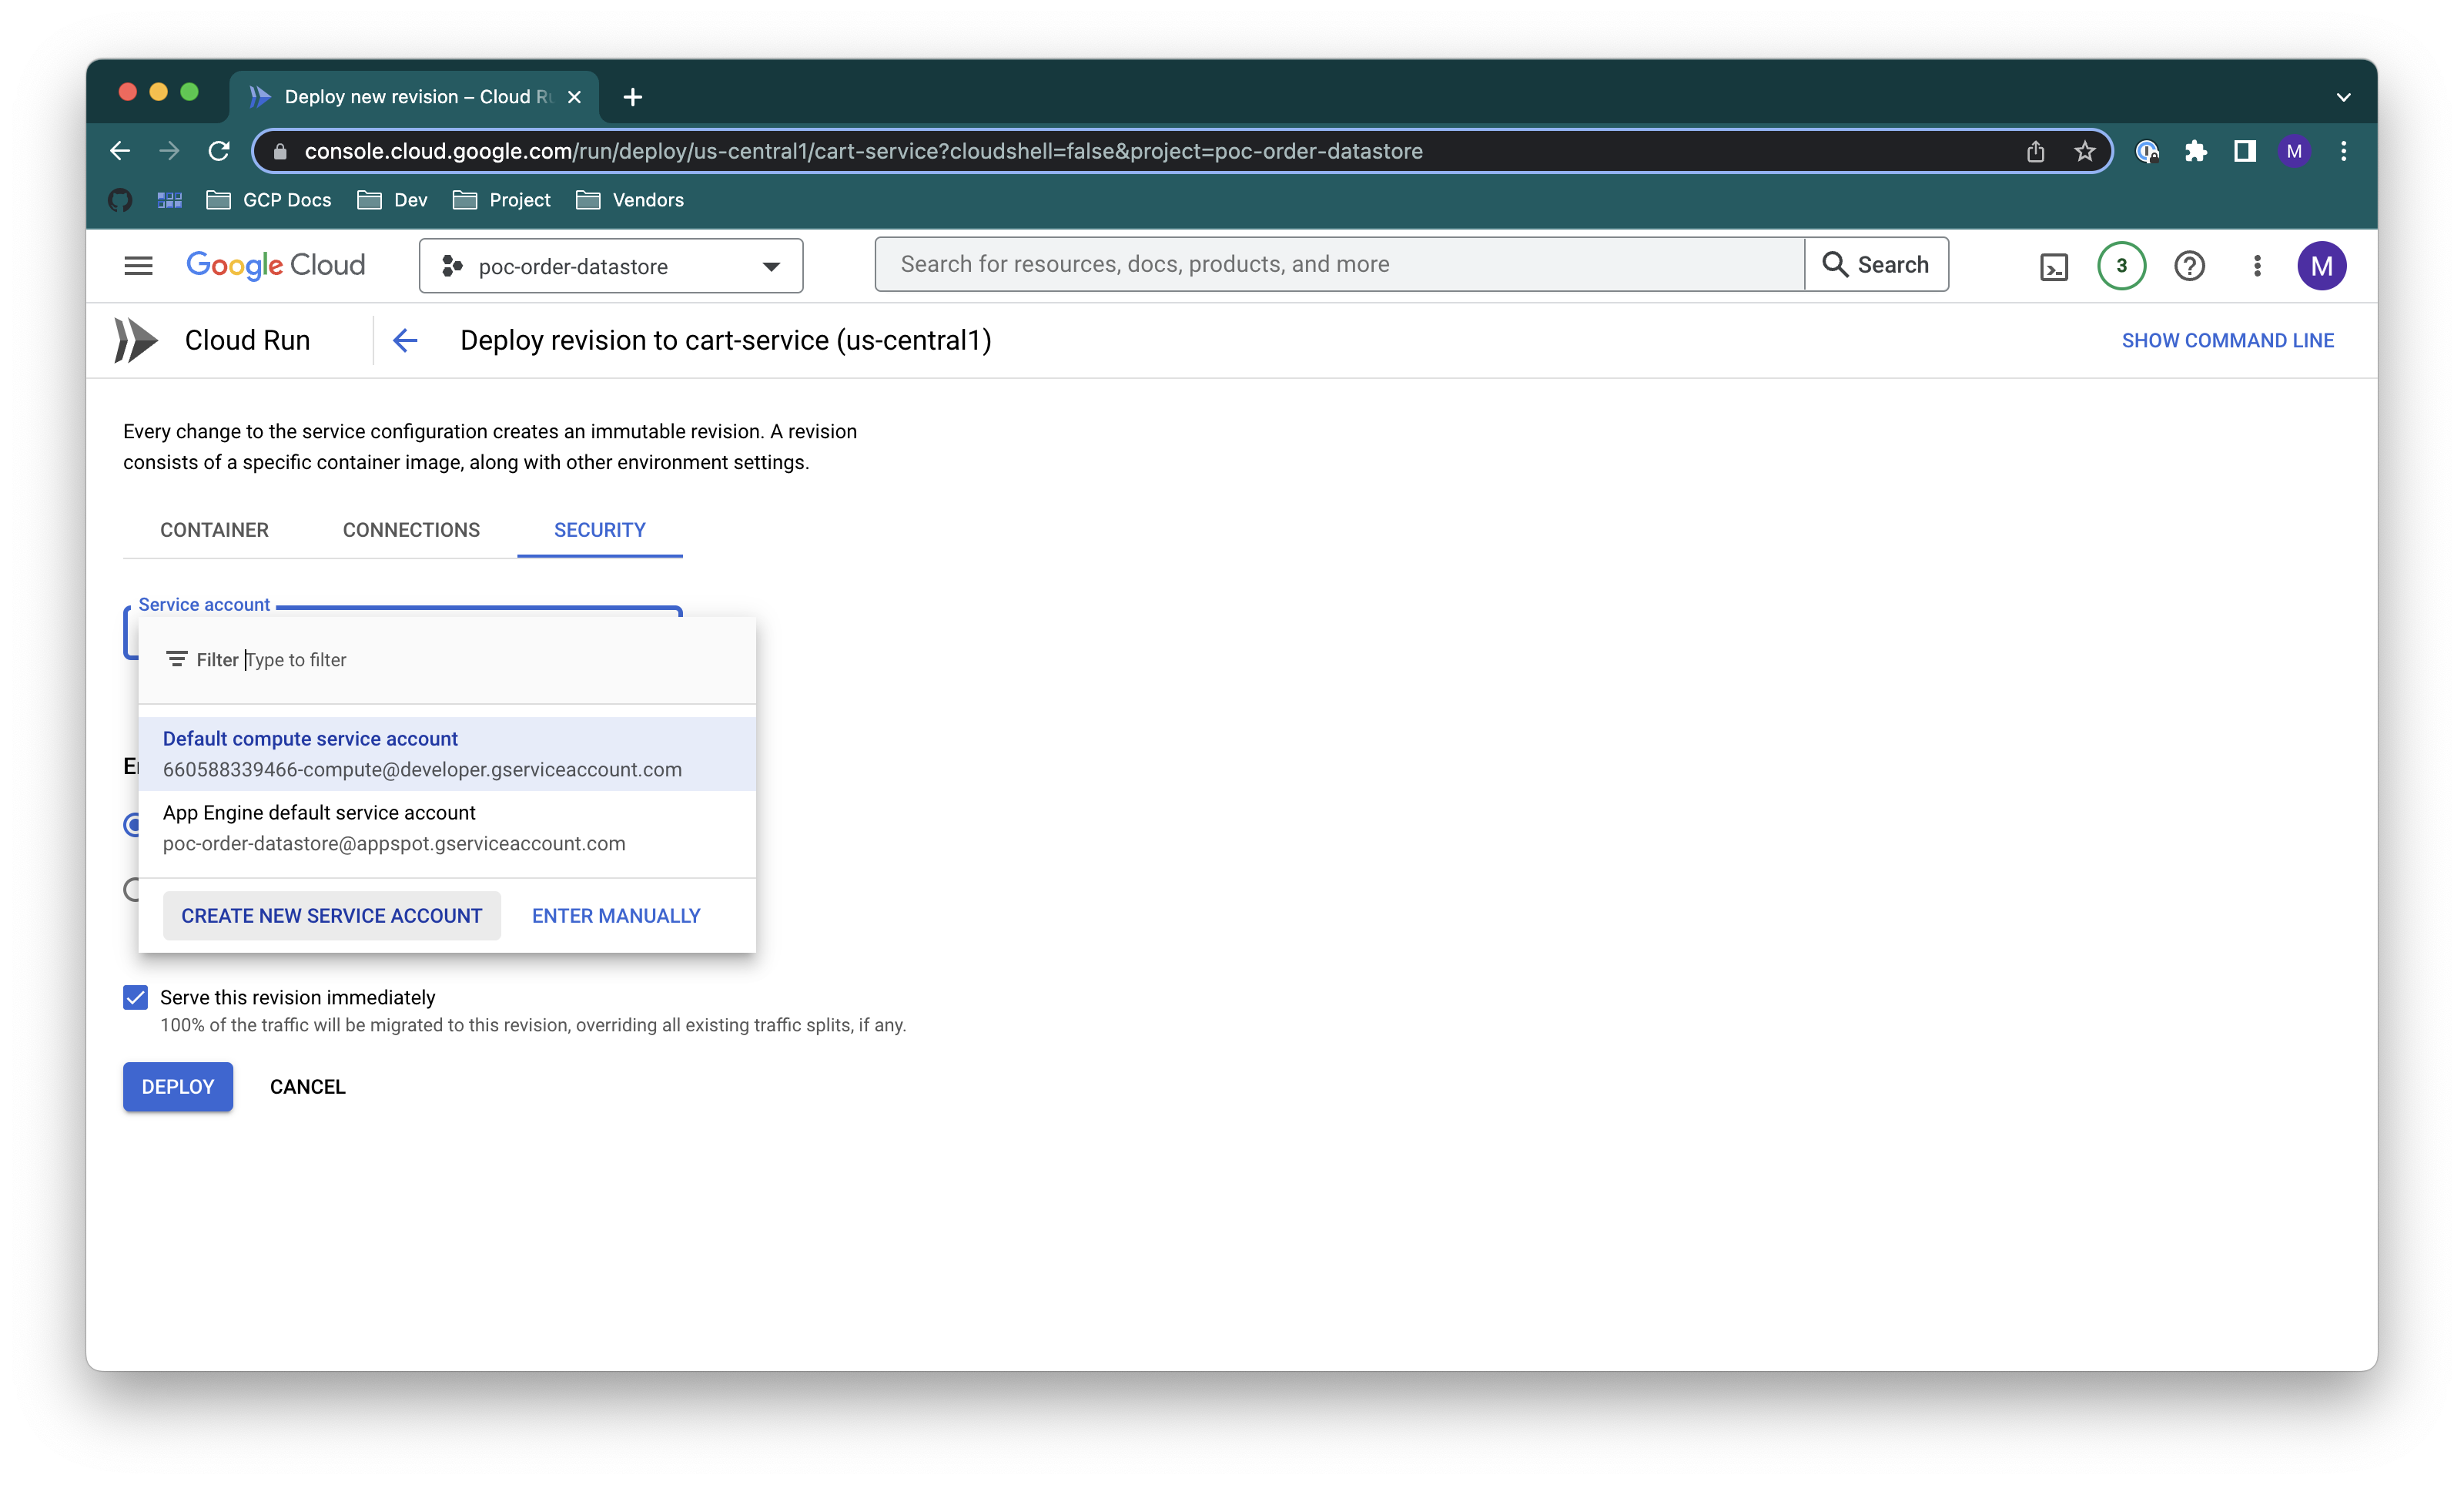 Deploy new revision – Cloud
console.cloud.google.com/run/deploy/us-central1/cart-service?cloudshell=false&project=poc-order-datastore
M
GCP Docs
Dev
Project
Vendors
Google Cloud
poc-order-datastore
Search for resources, docs, products, and more
Search
3
M
Cloud Run
Deploy revision to cart-service (us-central1)
SHOW COMMAND LINE
Every change to the service configuration creates an immutable revision. A revision
consists of a specific container image, along with other environment settings.
CONTAINER
CONNECTIONS
SECURITY
Service account
Filter Type to filter
Default compute service account
660588339466-compute@developer.gserviceaccount.com
App Engine default service account
poc-order-datastore@appspot.gserviceaccount.com
CREATE NEW SERVICE ACCOUNT
ENTER MANUALLY
Serve this revision immediately
100% of the traffic will be migrated to this revision, overriding all existing traffic splits, if any.
DEPLOY
CANCEL